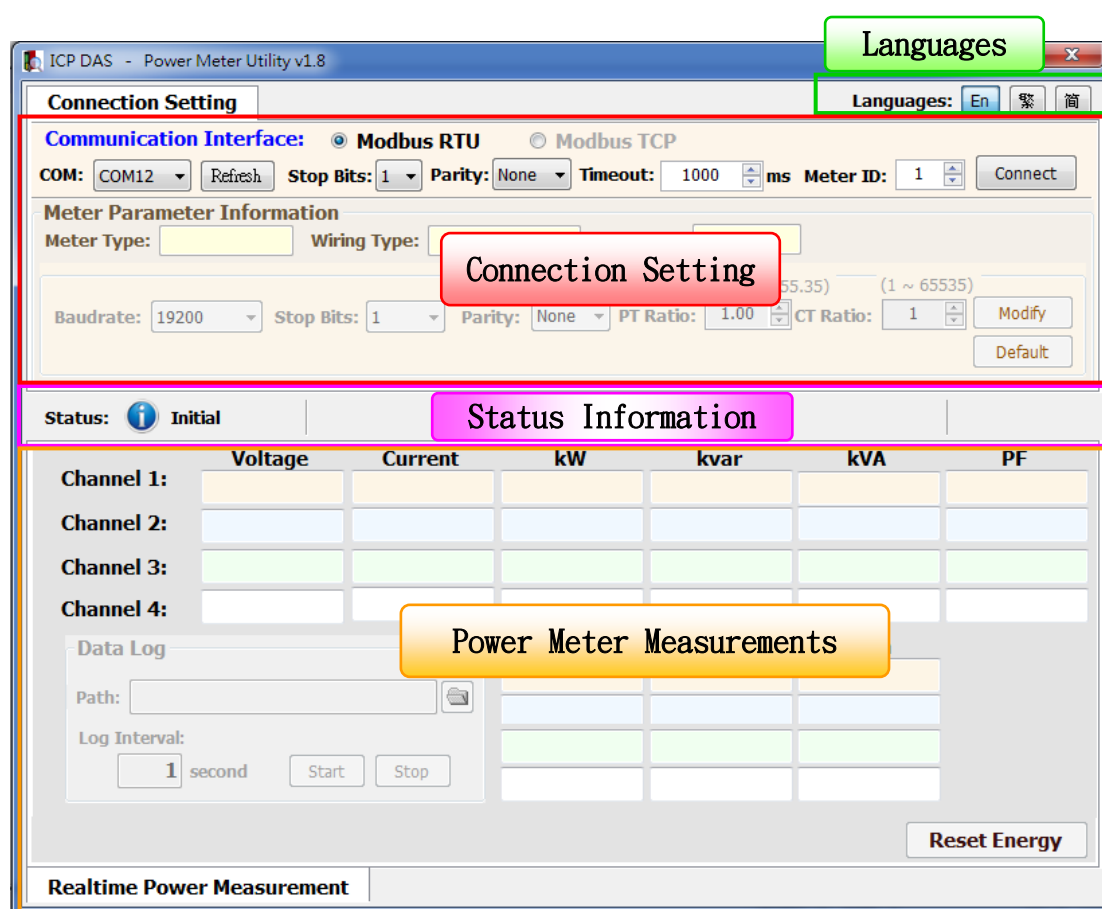 Languages
ICP DAS - Power Meter Utility v1.8
x
Connection Setting
Languages: En 繁 简
Communication Interface: Modbus RTU Modbus TCP
COM: COM12 Refresh Stop Bits: 1 Parity: None Timeout: 1000 ms Meter ID: 1 Connect
Meter Parameter Information
Meter Type: Wiring Type:
Connection Setting
55.35) (1 ~ 65535)
Baudrate: 19200 Stop Bits: 1 Parity: None PT Ratio: 1.00 CT Ratio: 1 Modify
Default
Status: Initial
Status Information
Voltage Current kW kvar kVA PF
Channel 1:
Channel 2:
Channel 3:
Channel 4:
Power Meter Measurements
Data Log
Path:
Log Interval:
1 second Start Stop
Reset Energy
Realtime Power Measurement